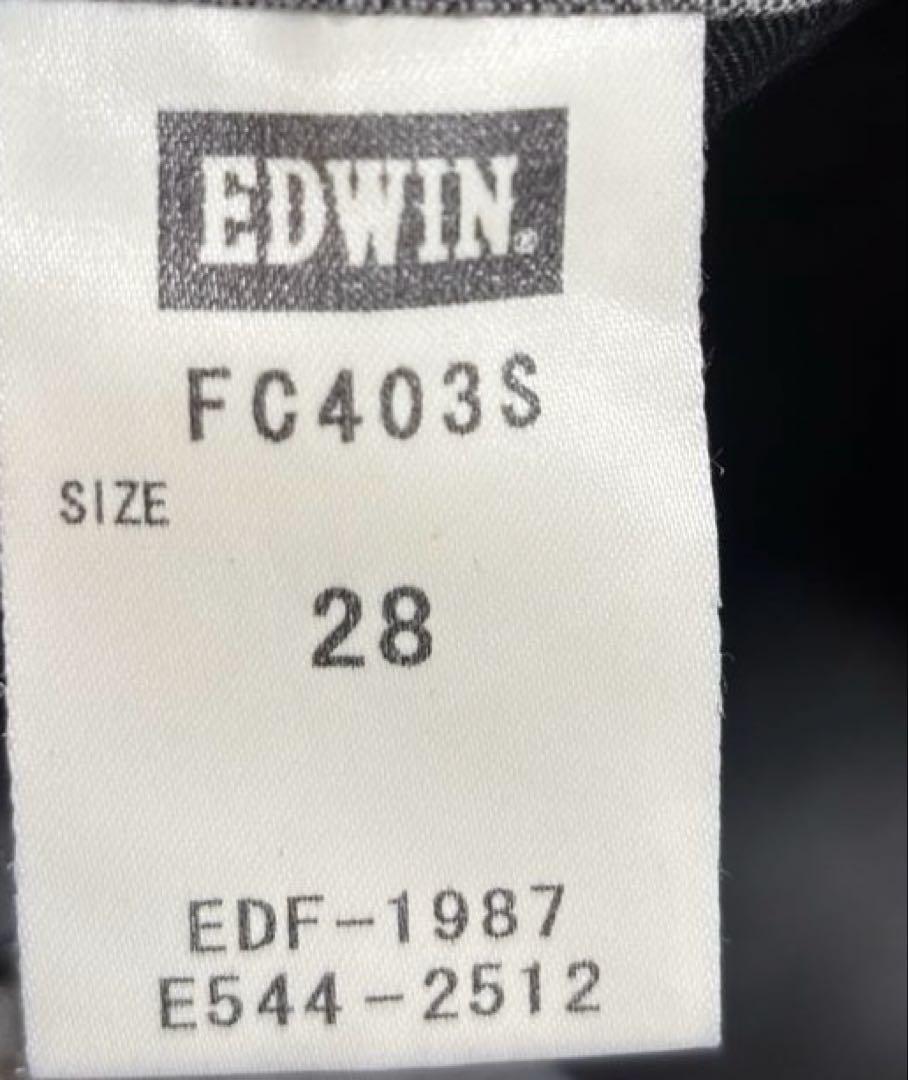 EDWIN®
FC403S
SIZE
28
EDF-1987
E544-2512